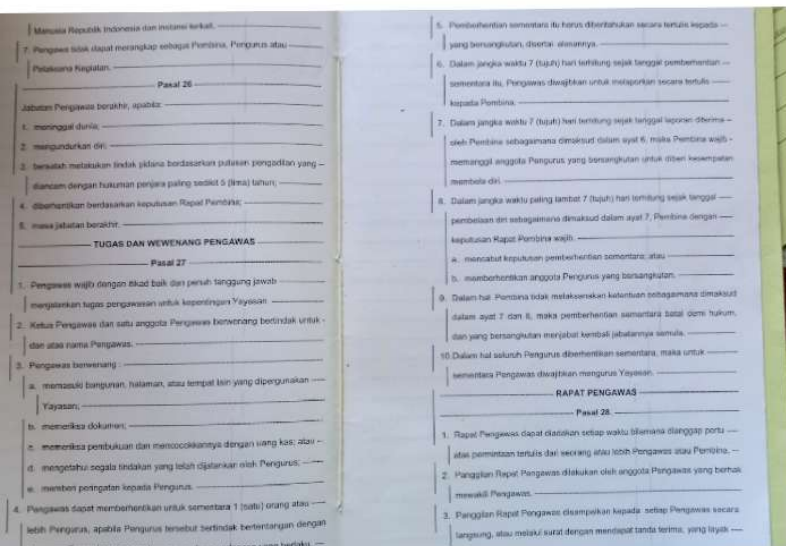 Manusia Republik Indonesia dan instansi terkait.
7. Pengawas tidak dapat merangkap sebagai Pembina, Pengurus atau
Pelaksana Kegiatan.
Pasal 26
Jabatan Pengawas berakhir, apabila:
1. meninggal dunia;
2. mengundurkan diri;
3. bersalah melakukan tindak pidana berdasarkan putusan pengadilan yang --
diancam dengan hukuman penjara paling sedikit 5 (lima) tahun;
4. diberhentikan berdasarkan keputusan Rapat Pembina;
5. masa jabatan berakhir.
TUGAS DAN WEWENANG PENGAWAS
Pasal 27
1. Pengawas wajib dengan itikad baik dan penuh tanggung jawab
menjalankan tugas pengawasan untuk kepentingan Yayasan.
2. Ketua Pengawas dan satu anggota Pengawas berwenang bertindak untuk -
dan atas nama Pengawas.
3. Pengawas berwenang :
a. memasuki bangunan, halaman, atau tempat lain yang dipergunakan ----
Yayasan;
b. memeriksa dokumen;
c. memeriksa pembukuan dan mencocokkannya dengan uang kas; atau --
d. mengetahui segala tindakan yang telah dijalankan oleh Pengurus;
e. memberi peringatan kepada Pengurus.
4. Pengawas dapat memberhentikan untuk sementara 1 (satu) orang atau ----
lebih Pengurus, apabila Pengurus tersebut bertindak bertentangan dengan
berlaku. ---
5. Pemberhentian sementara itu harus diberitahukan secara tertulis kepada --
yang bersangkutan, disertai alasannya.
6. Dalam jangka waktu 7 (tujuh) hari terhitung sejak tanggal pemberhentian ---
sementara itu, Pengawas diwajibkan untuk melaporkan secara tertulis
kepada Pembina.
7. Dalam jangka waktu 7 (tujuh) hari terhitung sejak tanggal laporan diterima --
oleh Pembina sebagaimana dimaksud dalam ayat 6, maka Pembina wajib -
memanggil anggota Pengurus yang bersangkutan untuk diberi kesempatan
membela diri.
8. Dalam jangka waktu paling lambat 7 (tujuh) hari terhitung sejak tanggal ----
pembelaan diri sebagaimana dimaksud dalam ayat 7, Pembina dengan ----
keputusan Rapat Pembina wajib.
a. mencabut keputusan pemberhentian sementara; atau
b. memberhentikan anggota Pengurus yang bersangkutan.
9. Dalam hal Pembina tidak melaksanakan ketentuan sebagaimana dimaksud
dalam ayat 7 dan 8, maka pemberhentian sementara batal demi hukum,
dan yang bersangkutan menjabat kembali jabatannya semula.
10. Dalam hal seluruh Pengurus diberhentikan sementara, maka untuk
sementara Pengawas diwajibkan mengurus Yayasan.
RAPAT PENGAWAS
Pasal 28.
1. Rapat Pengawas dapat diadakan setiap waktu bilamana dianggap perlu ----
atas permintaan tertulis dari seorang atau lebih Pengawas atau Pembina. --
2. Panggilan Rapat Pengawas dilakukan oleh anggota Pengawas yang berhak
mewakili Pengawas.
3. Panggilan Rapat Pengawas disampaikan kepada setiap Pengawas secara
langsung, atau melalui surat dengan mendapat tanda terima, yang layak ----